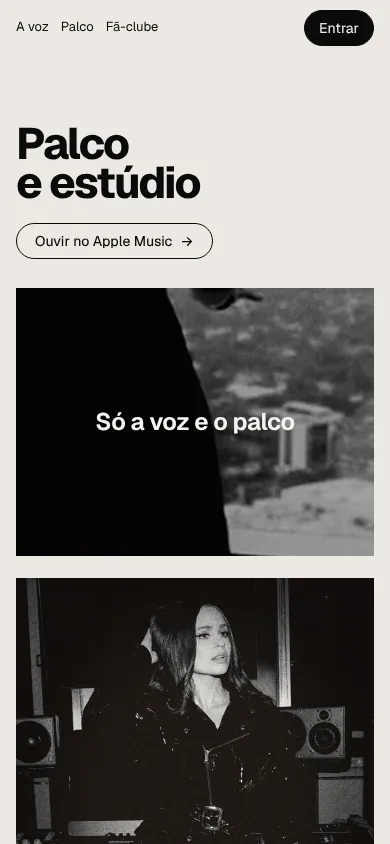 A voz
Palco
Fã-clube
Entrar
Palco
e estúdio
Ouvir no Apple Music →
Só a voz e o palco